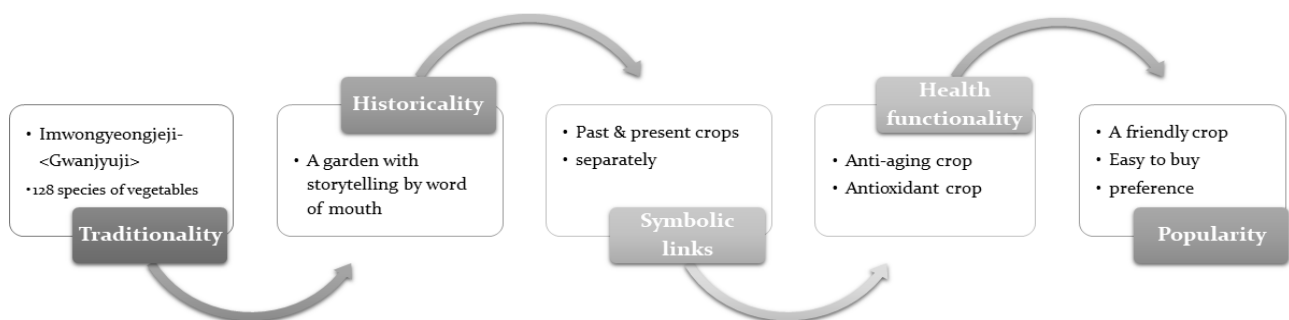 • Imwongyeongjeji-
<Gwanjyuji>
•128 species of vegetables
Traditionality
Historicality
• A garden with
storytelling by word
of mouth
• Past & present crops
• separately
Symbolic
links
Health
functionality
• Anti-aging crop
• Antioxidant crop
• A friendly crop
• Easy to buy
• preference
Popularity